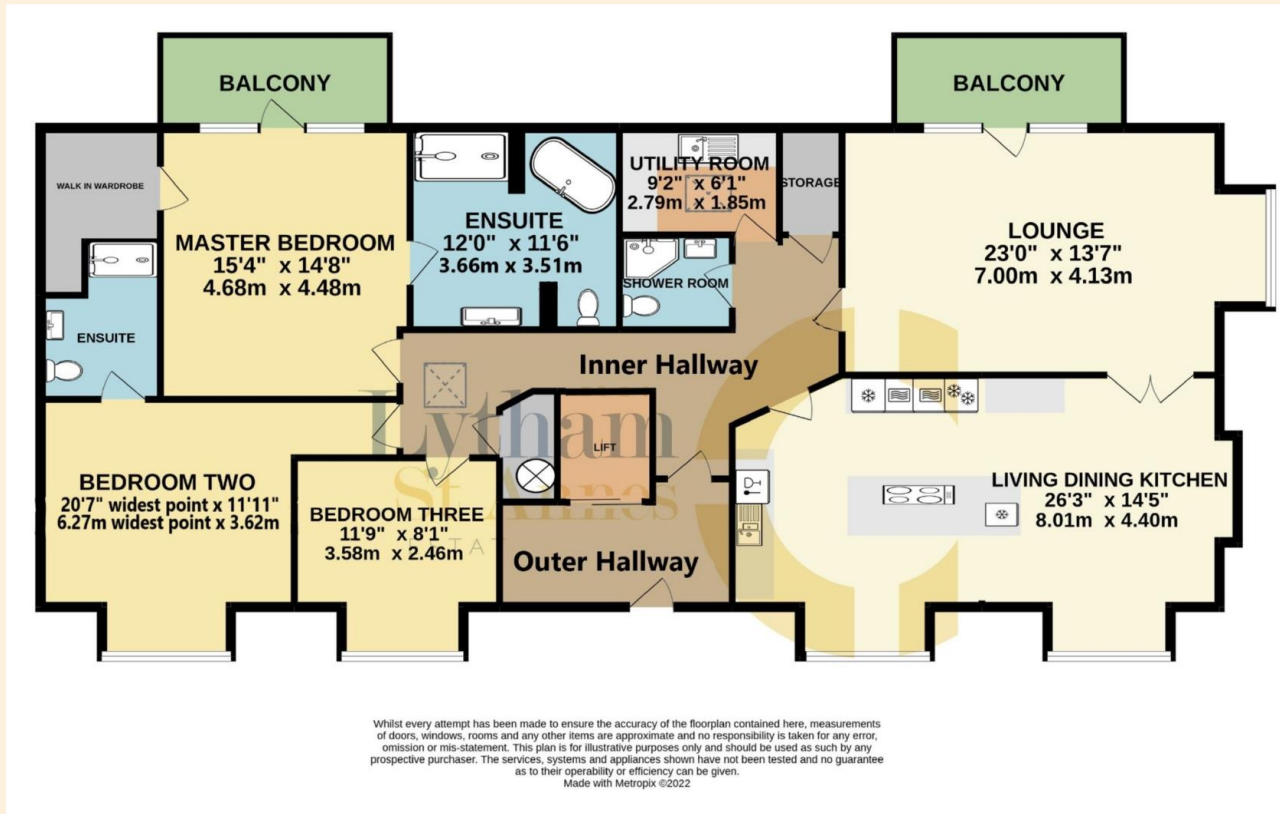 BALCONY
BALCONY
WALK IN WARDROBE
MASTER BEDROOM
15'4" x 14'8"
4.68m x 4.48m
ENSUITE
12'0" x 11'6"
3.66m x 3.51m
UTILITY ROOM
9'2" x 6'1"
2.79m x 1.85m
STORAGE
SHOWER ROOM
LOUNGE
23'0" x 13'7"
7.00m x 4.13m
ENSUITE
Inner Hallway
Lytham
St Annes
LIFT
BEDROOM TWO
20'7" widest point x 11'11"
6.27m widest point x 3.62m
BEDROOM THREE
11'9" x 8'1"
3.58m x 2.46m
Outer Hallway
LIVING DINING KITCHEN
26'3" x 14'5"
8.01m x 4.40m
Whilst every attempt has been made to ensure the accuracy of the floorplan contained here, measurements
of doors, windows, rooms and any other items are approximate and no responsibility is taken for any error,
omission or mis-statement. This plan is for illustrative purposes only and should be used as such by any
prospective purchaser. The services, systems and appliances shown have not been tested and no guarantee
as to their operability or efficiency can be given.
Made with Metropix ©2022